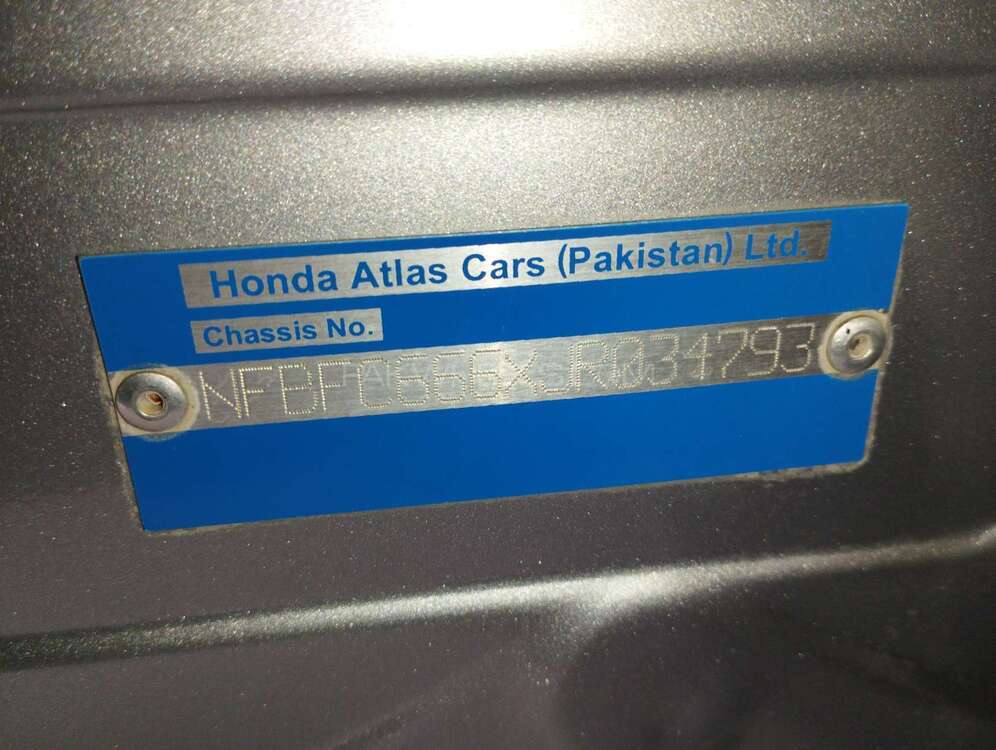 Honda Atlas Cars (Pakistan) Ltd.
Chassis No.
NFBFC666XJR034793